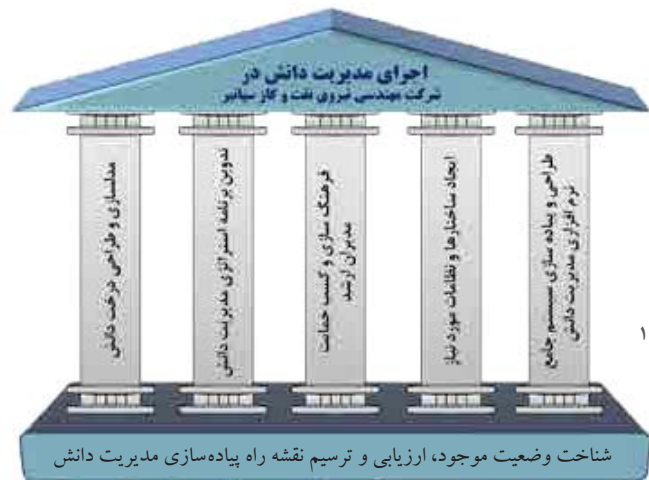 اجرای مدیریت دانش در
شرکت مهندسی نیروی نفت و گاز سپانیر
طراحی و پیاده سازی سیستم جامع
نرم افزاری مدیریت دانش
ایجاد ساختارها و نظامات مورد نیاز
فرهنگ سازی و کسب حمایت
مدیران ارشد
تدوین برنامه استراتژی مدیریت دانش
مدلسازی و طراحی درخت دانش
۱
شناخت وضعیت موجود، ارزیابی و ترسیم نقشه راه پیاده‌سازی مدیریت دانش